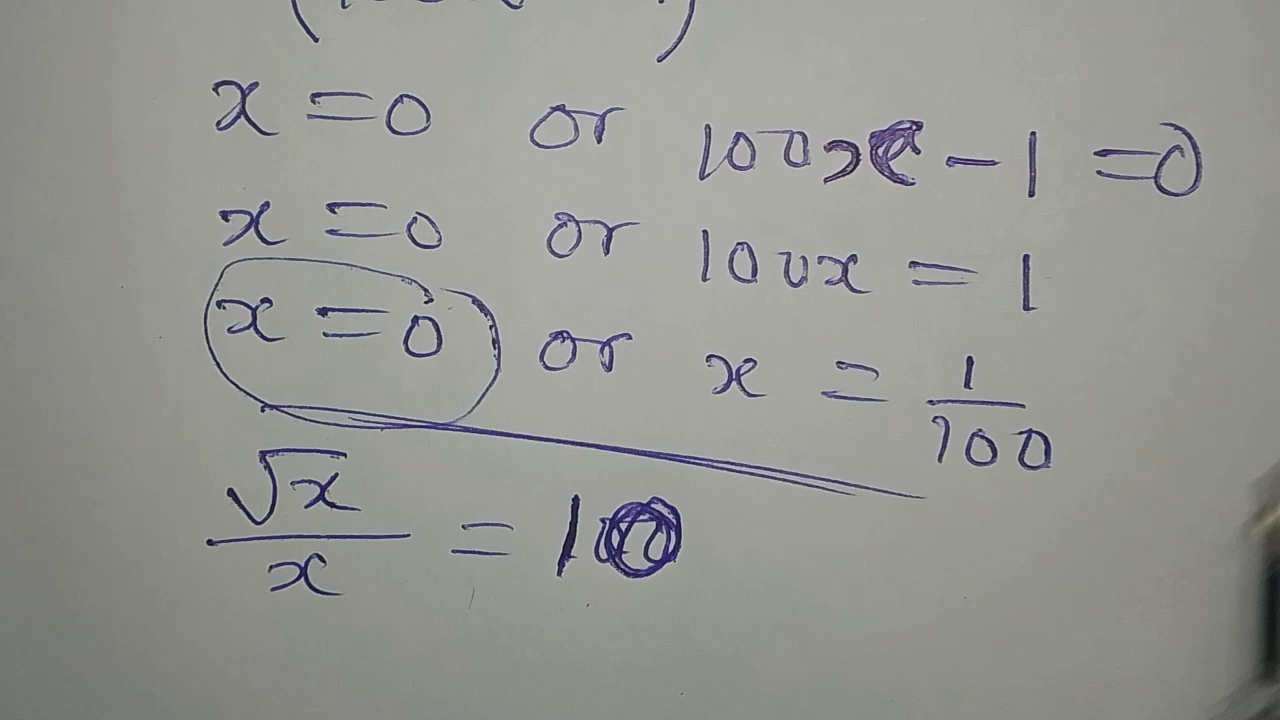 x = 0 or 100x - 1 = 0
x = 0 or 100x = 1
x = 0 or x = 1/100
√x/x = 10